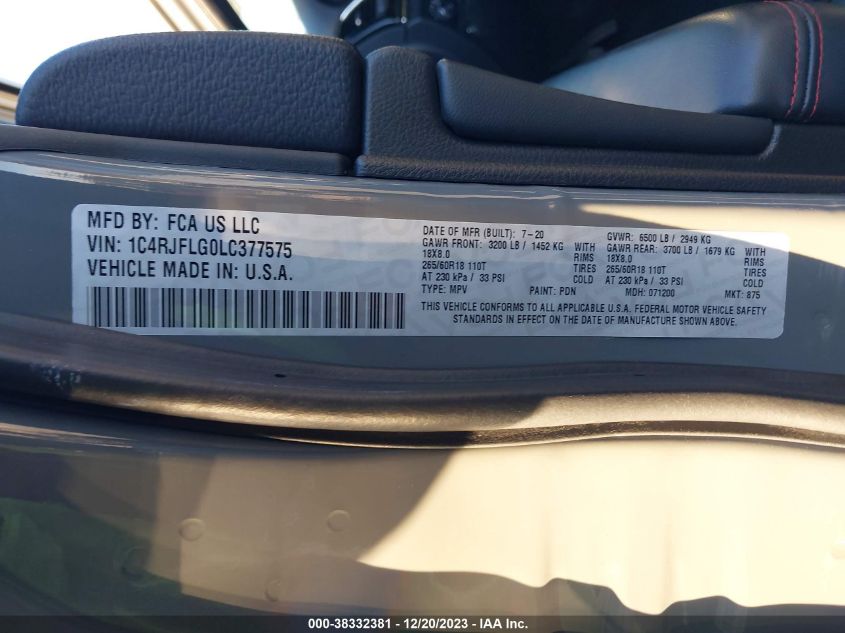 MFD BY: FCA US LLC
VIN: 1C4RJFLG0LC377575
VEHICLE MADE IN: U.S.A.
DATE OF MFR (BUILT): 7-20 GVWR: 6500 LB / 2949 KG
GAWR FRONT: 3200 LB / 1452 KG WITH GAWR REAR: 3700 LB / 1679 KG WITH
18X8.0 RIMS 18X8.0 RIMS
265/60R18 110T TIRES 265/60R18 110T TIRES
AT 230 kPa / 33 PSI COLD AT 230 kPa / 33 PSI COLD
TYPE: MPV PAINT: PDN MDH: 071200 MKT: 875
THIS VEHICLE CONFORMS TO ALL APPLICABLE U.S.A. FEDERAL MOTOR VEHICLE SAFETY
STANDARDS IN EFFECT ON THE DATE OF MANUFACTURE SHOWN ABOVE.
000-38332381 - 12/20/2023 - IAA Inc.